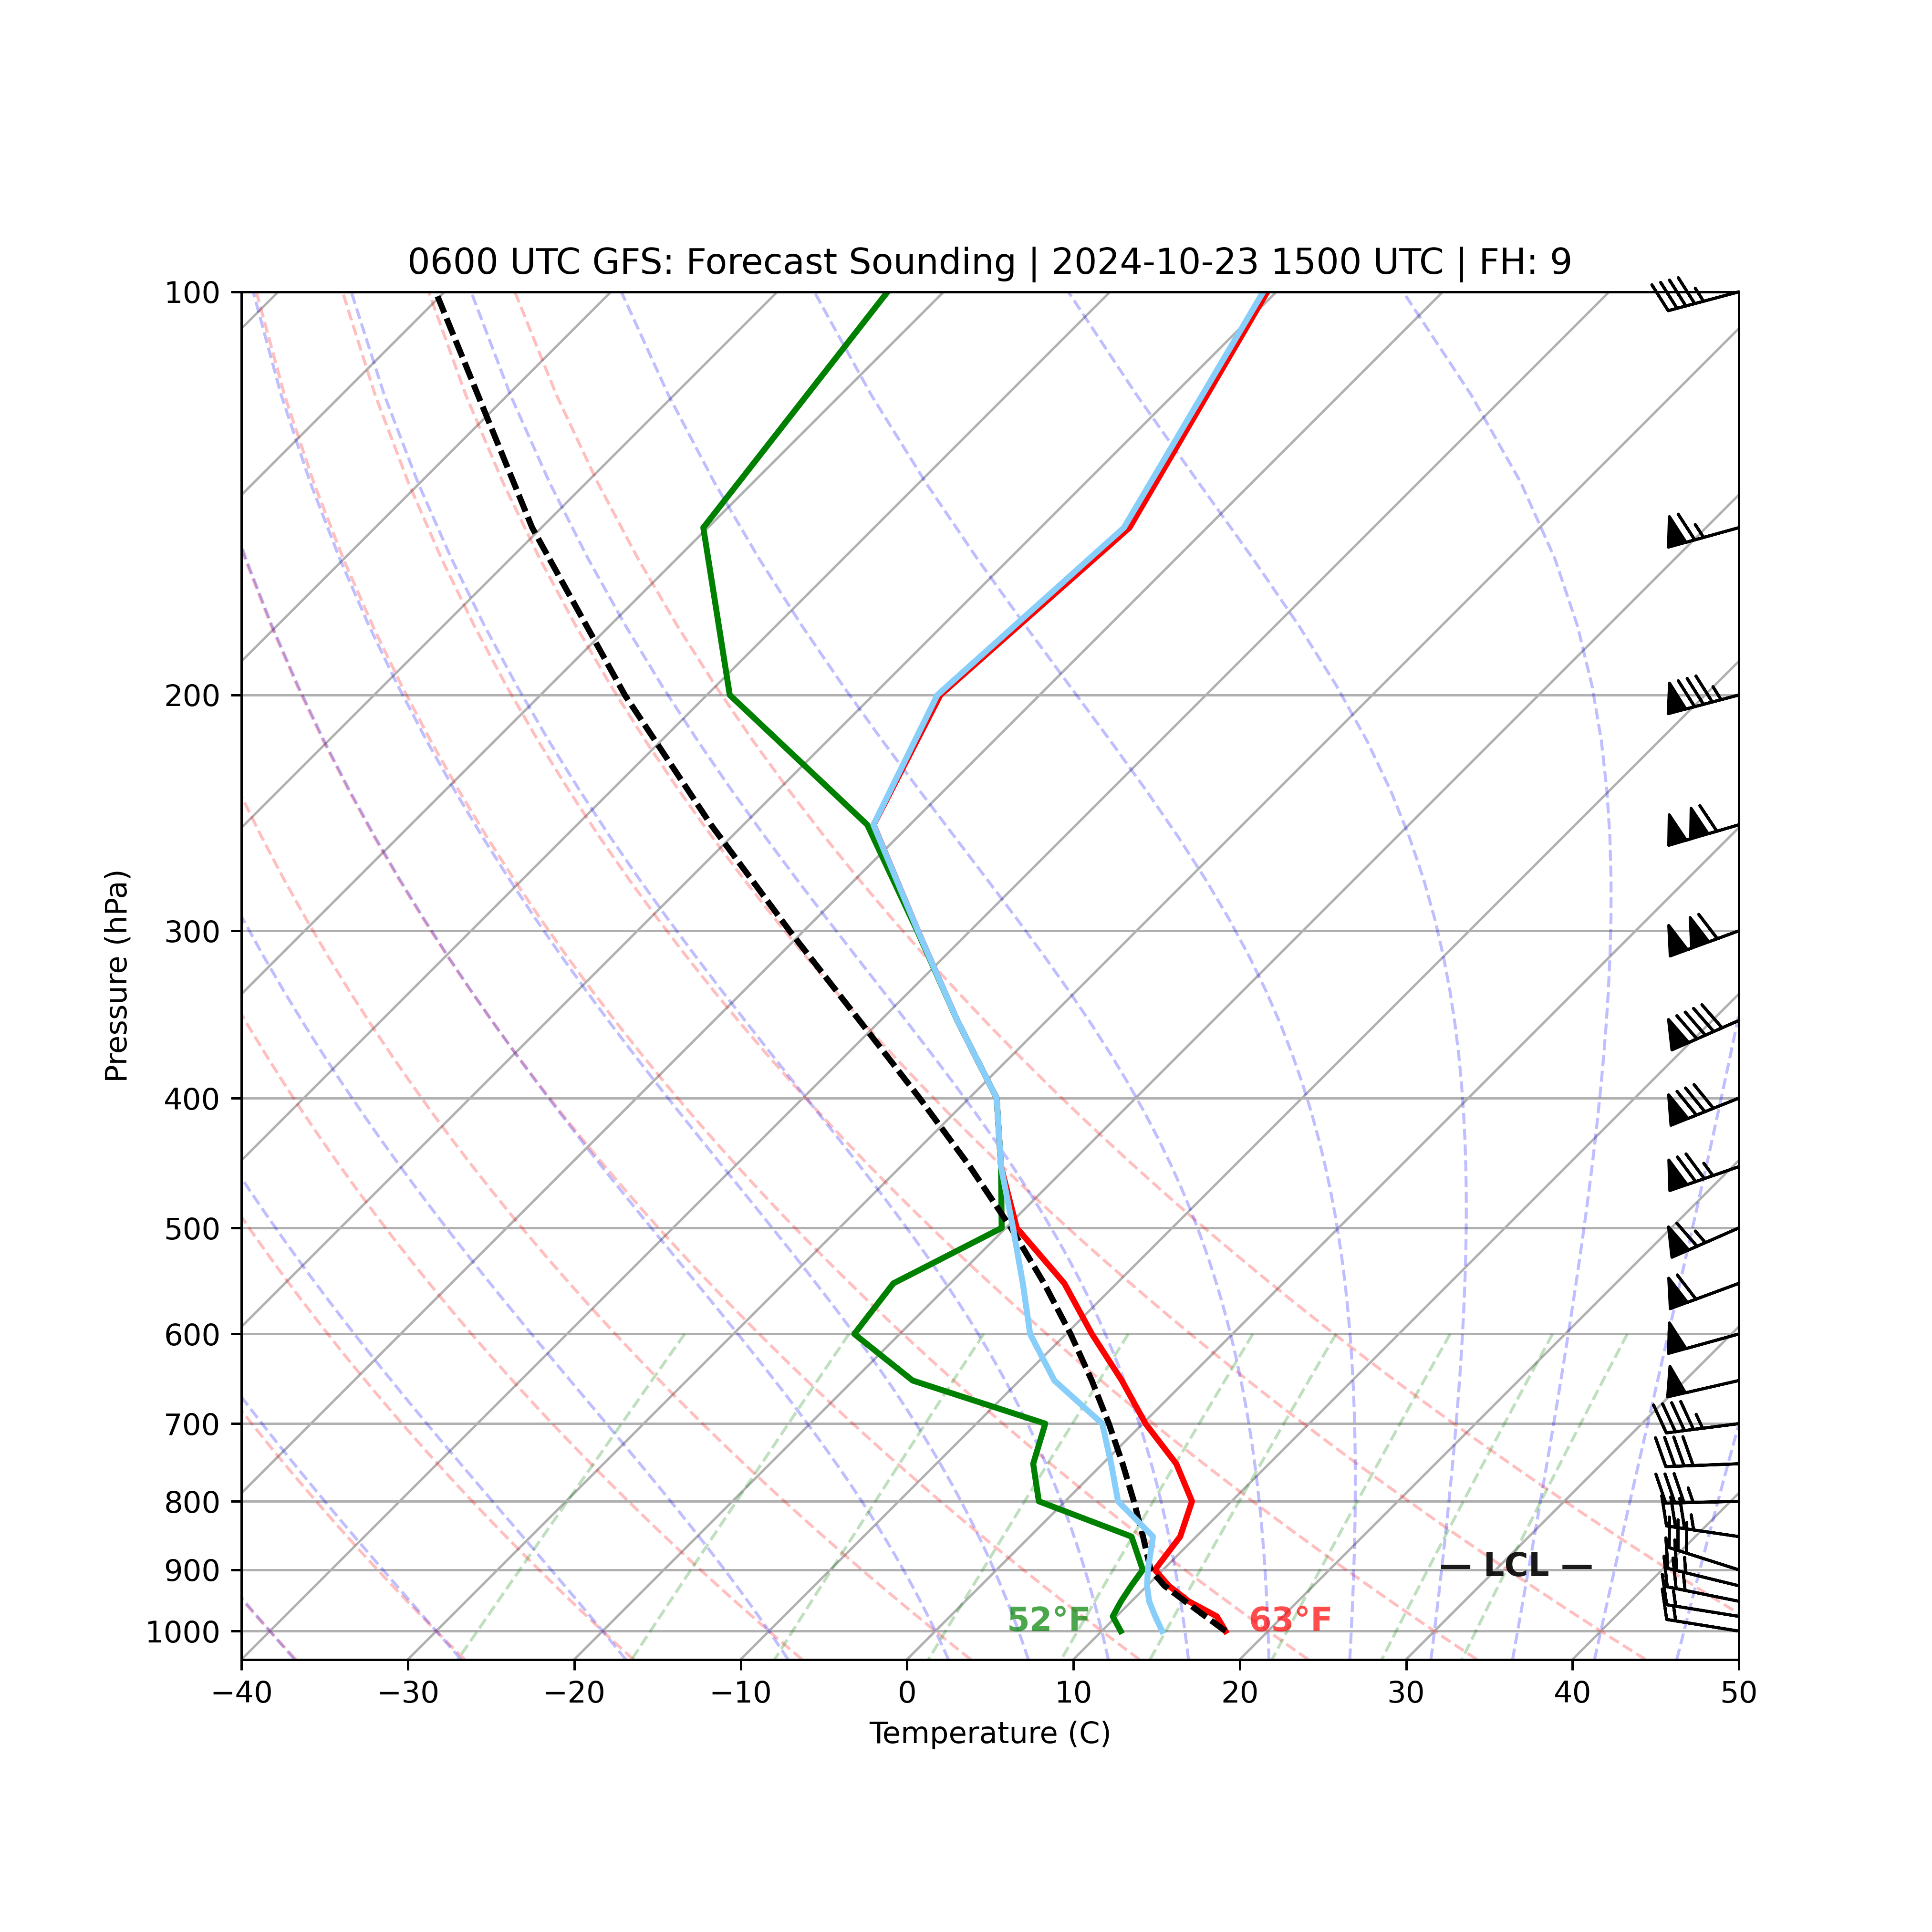 0600 UTC GFS: Forecast Sounding | 2024-10-23 1500 UTC | FH: 9
100
200
300
400
500
600
700
800
900
1000
Pressure (hPa)
— LCL —
52°F
63°F
−40 −30 −20 −10 0 10 20 30 40 50
Temperature (C)